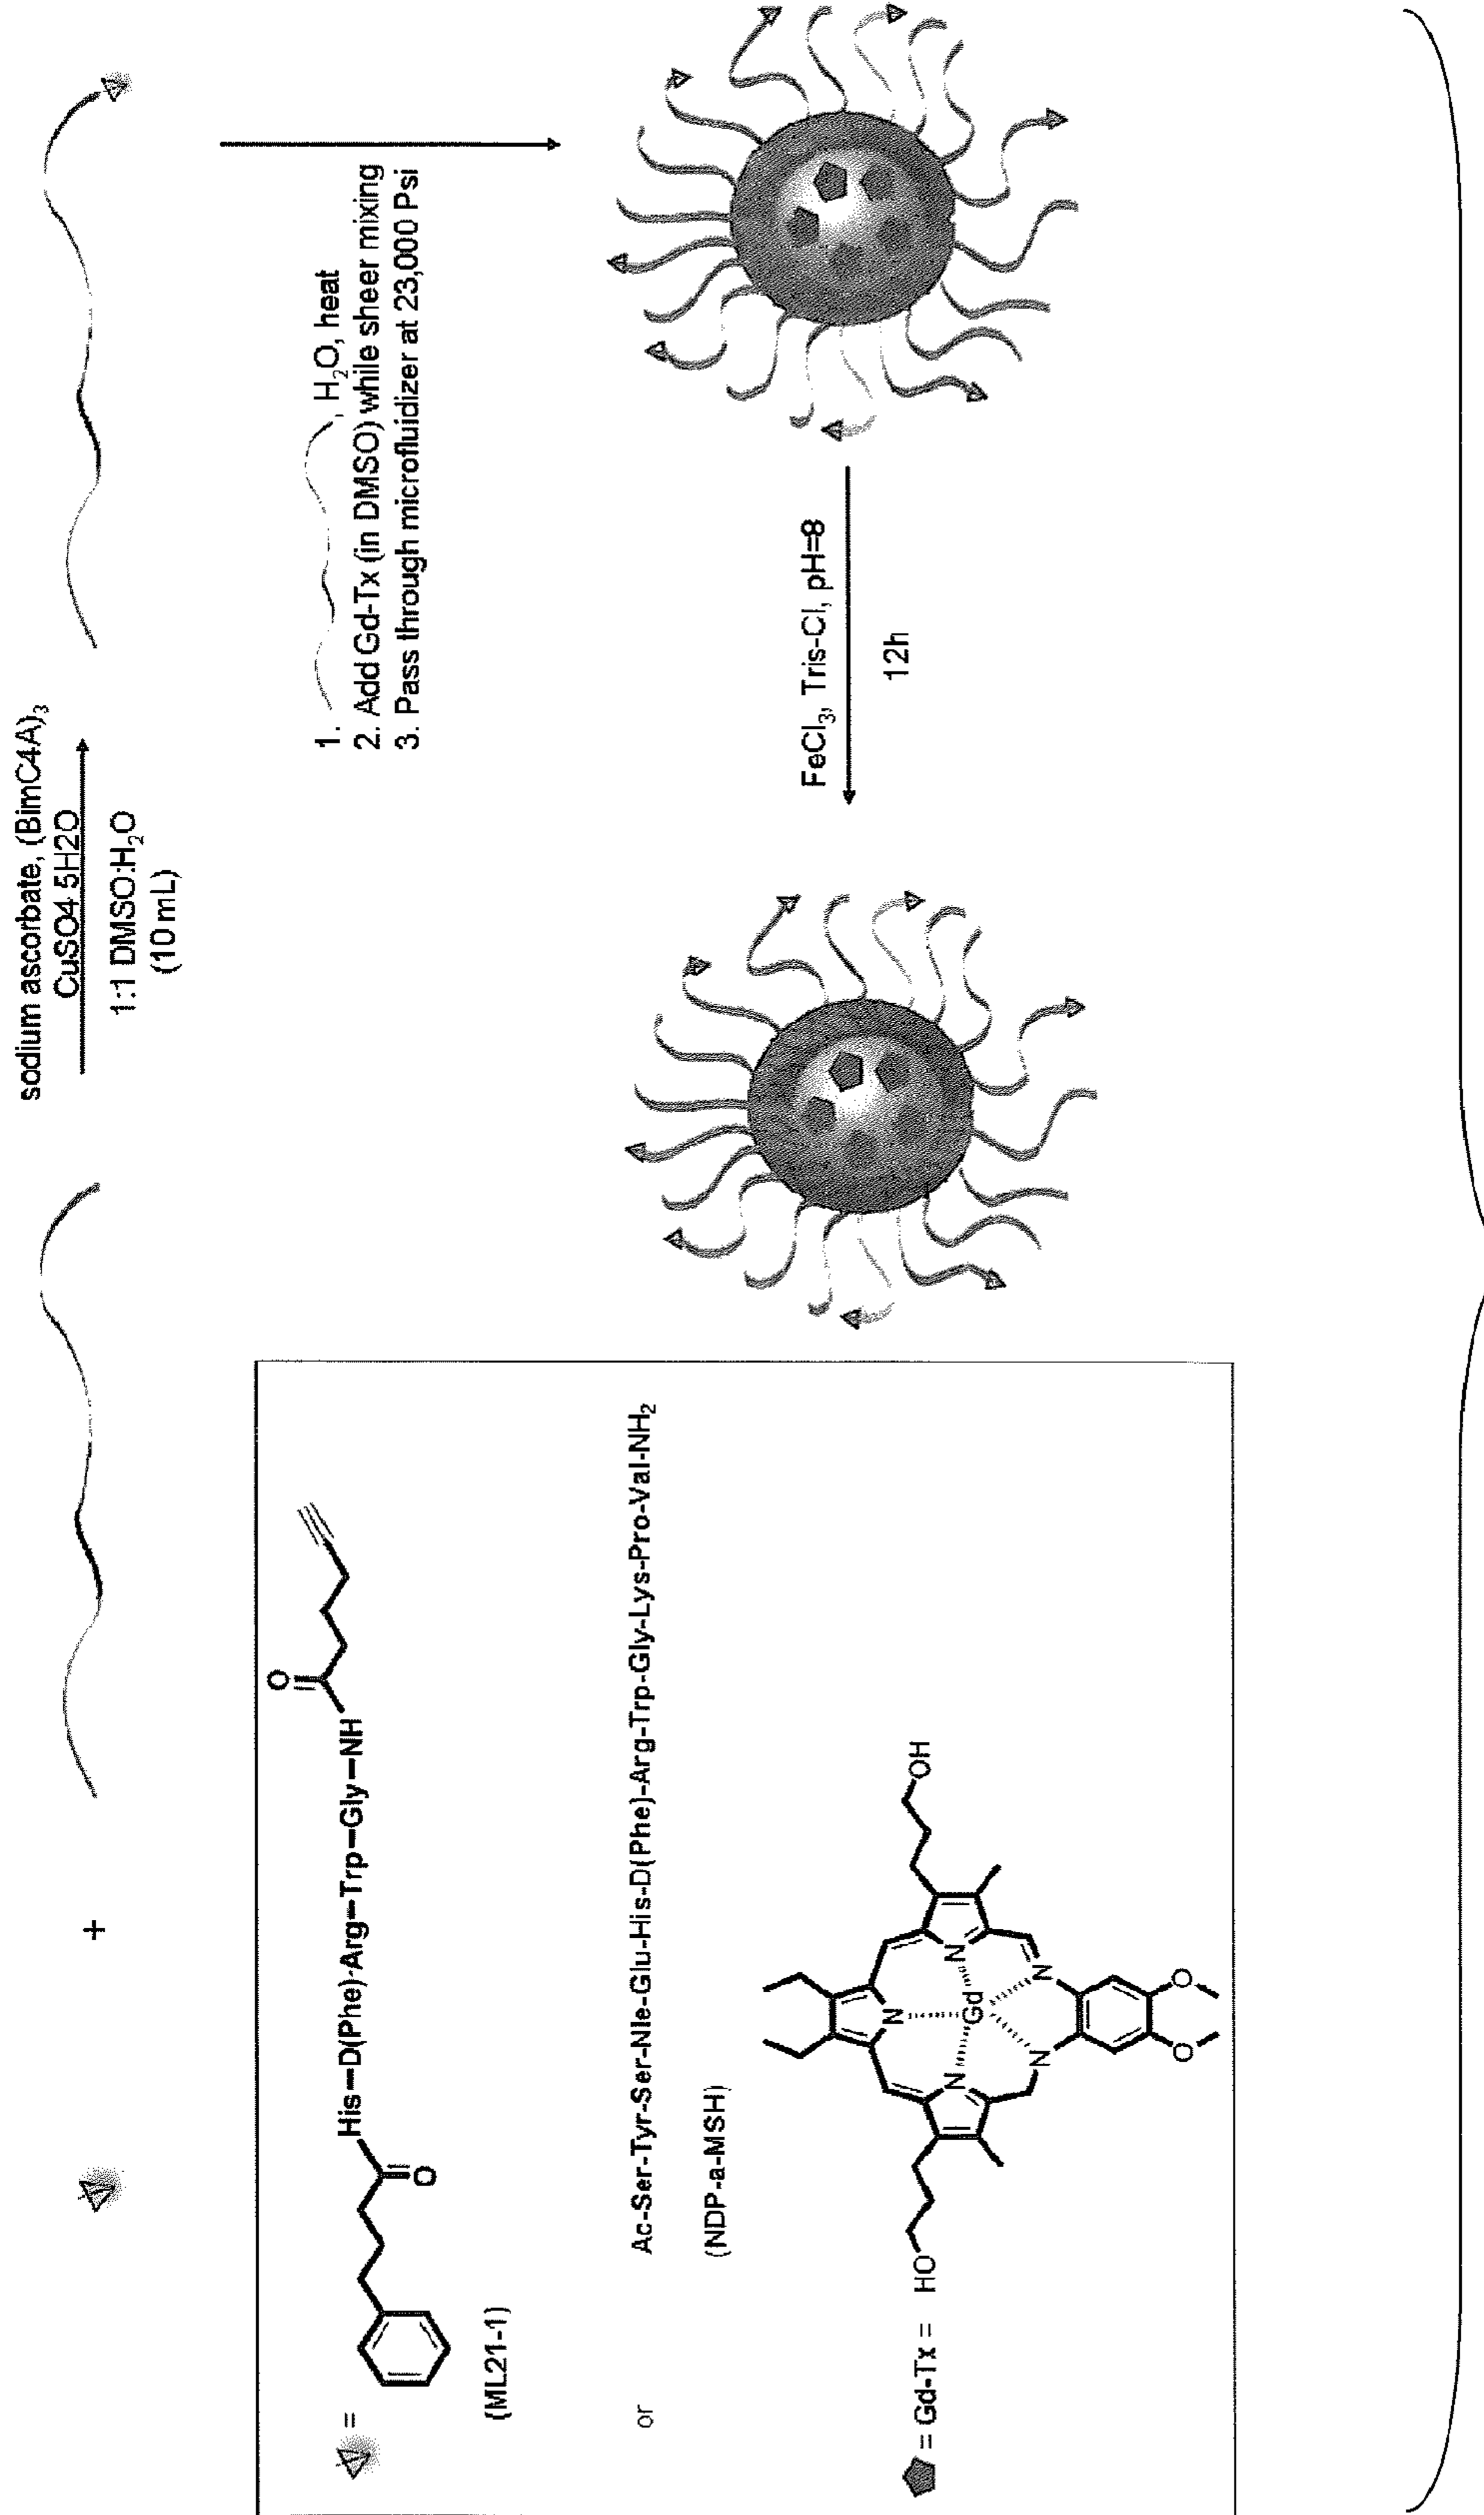 sodium ascorbate, (BimC4A)3
+
CuSO4 5H2O
1:1 DMSO:H2O
(10 mL)
1. , H2O, heat
2. Add Gd-Tx (in DMSO) while sheer mixing
3. Pass through microfluidizer at 23,000 Psi
FeCl3, Tris-Cl, pH=8
12h
= His–D(Phe)-Arg–Trp–Gly–NH
O
O
(ML21-1)
or
Ac-Ser-Tyr-Ser-Nle-Glu-His-D(Phe)-Arg-Trp-Gly-Lys-Pro-Val-NH2
(NDP-a-MSH)
= Gd-Tx =
HO
OH
N
N
N
Gd
N
N
O
O